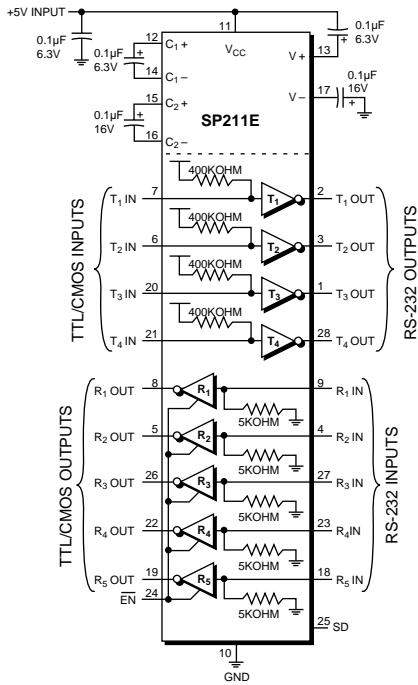 +5V INPUT
11
VCC
0.1µF
6.3V
12
C1 +
0.1µF
6.3V
14
C1 –
15
C2 +
0.1µF
16V
16
C2 –
0.1µF
6.3V
13
V +
17
V –
0.1µF
16V
SP211E
TTL/CMOS INPUTS
T1 IN
7
400KOHM
T1
2
T1 OUT
T2 IN
6
400KOHM
T2
3
T2 OUT
T3 IN
20
400KOHM
T3
1
T3 OUT
T4 IN
21
400KOHM
T4
28
T4 OUT
RS-232 OUTPUTS
TTL/CMOS OUTPUTS
R1 OUT
8
R1
9
R1 IN
5KOHM
R2 OUT
5
R2
4
R2 IN
5KOHM
R3 OUT
26
R3
27
R3 IN
5KOHM
R4 OUT
22
R4
23
R4IN
5KOHM
R5 OUT
19
R5
18
R5 IN
5KOHM
RS-232 INPUTS
EN
24
25
SD
10
GND